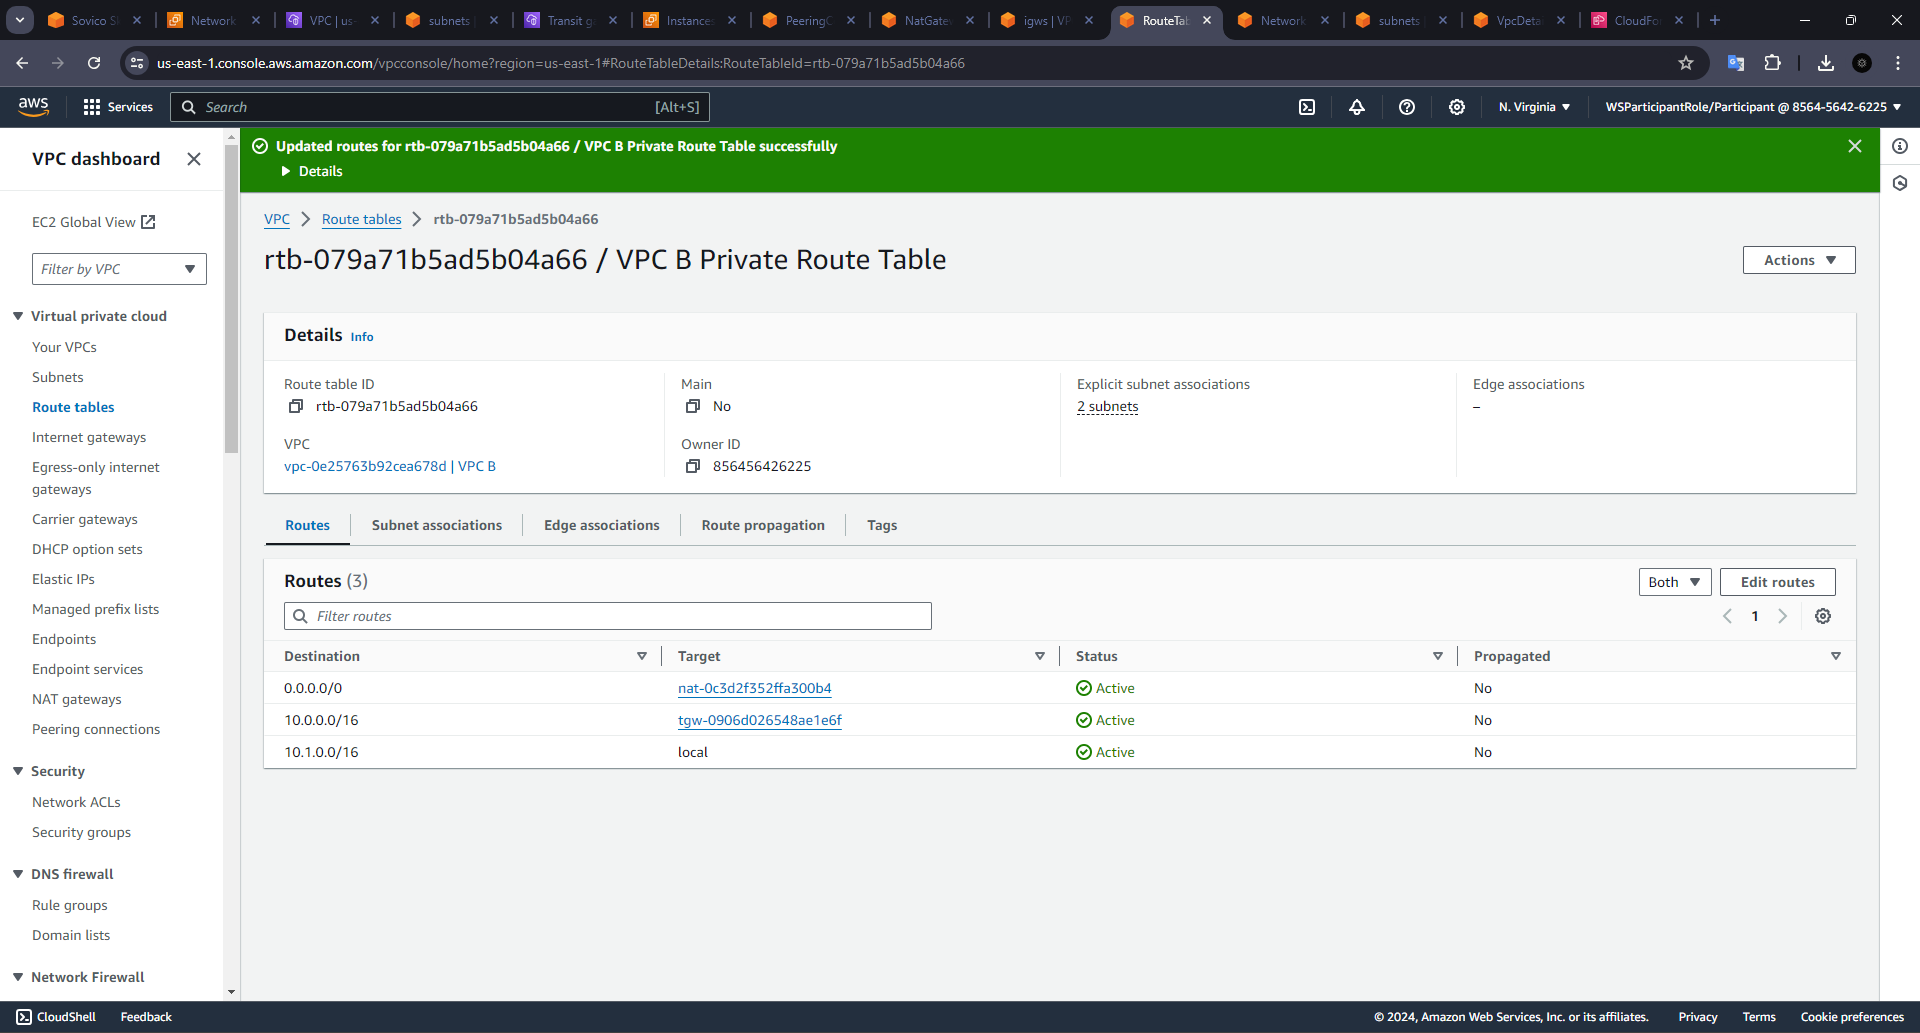 Sovico S
Network
VPC | us-
subnets |
Transit g
Instances
PeeringC
NatGatew
igws | VP
RouteTab
Network
subnets
VpcDetai
CloudFo
us-east-1.console.aws.amazon.com/vpcconsole/home?region=us-east-1#RouteTableDetails:RouteTableId=rtb-079a71b5ad5b04a66
aws
Services
Search
[Alt+S]
N. Virginia
WSParticipantRole/Participant @ 8564-5642-6225
VPC dashboard
EC2 Global View
Filter by VPC
Virtual private cloud
Your VPCs
Subnets
Route tables
Internet gateways
Egress-only internet
gateways
Carrier gateways
DHCP option sets
Elastic IPs
Managed prefix lists
Endpoints
Endpoint services
NAT gateways
Peering connections
Security
Network ACLs
Security groups
DNS firewall
Rule groups
Domain lists
Network Firewall
Updated routes for rtb-079a71b5ad5b04a66 / VPC B Private Route Table successfully
Details
VPC
Route tables
rtb-079a71b5ad5b04a66
rtb-079a71b5ad5b04a66 / VPC B Private Route Table
Actions
Details Info
Route table ID
rtb-079a71b5ad5b04a66
Main
No
Explicit subnet associations
2 subnets
Edge associations
–
VPC
vpc-0e25763b92cea678d | VPC B
Owner ID
856456426225
Routes
Subnet associations
Edge associations
Route propagation
Tags
Routes (3)
Both
Edit routes
Filter routes
1
Destination Target Status Propagated
0.0.0.0/0 nat-0c3d2f352ffa300b4 Active No
10.0.0.0/16 tgw-0906d026548ae1e6f Active No
10.1.0.0/16 local Active No
CloudShell
Feedback
© 2024, Amazon Web Services, Inc. or its affiliates.
Privacy
Terms
Cookie preferences